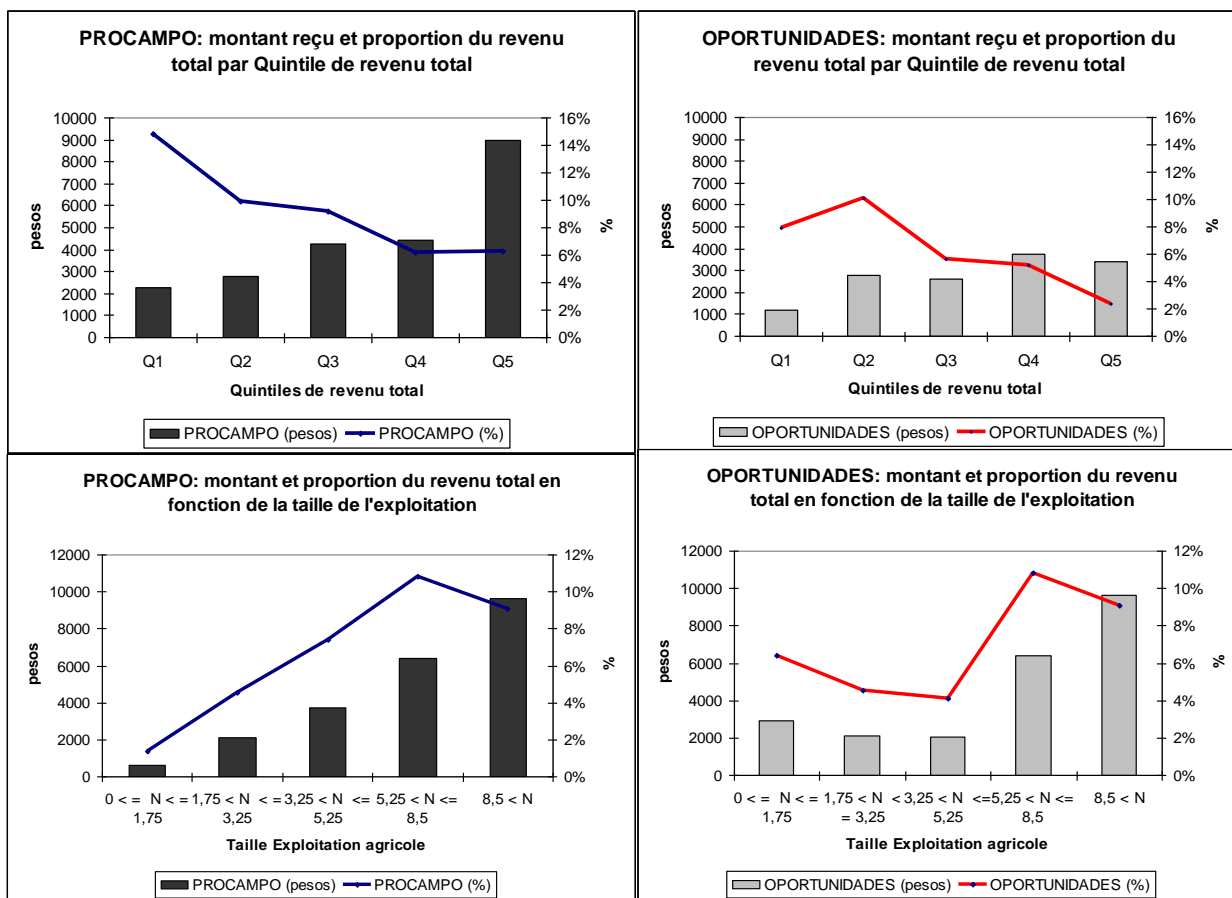 PROCAMPO: montant reçu et proportion du revenu
total par Quintile de revenu total
10000
9000
8000
7000
6000
5000
4000
3000
2000
1000
0
pesos
16%
14%
12%
10%
8%
6%
4%
2%
0%
%
Q1 Q2 Q3 Q4 Q5
Quintiles de revenu total
PROCAMPO (pesos) PROCAMPO (%)
OPORTUNIDADES: montant reçu et proportion du
revenu total par Quintile de revenu total
10000
9000
8000
7000
6000
5000
4000
3000
2000
1000
0
pesos
16%
14%
12%
10%
8%
6%
4%
2%
0%
%
Q1 Q2 Q3 Q4 Q5
Quintiles de revenu total
OPORTUNIDADES (pesos) OPORTUNIDADES (%)
PROCAMPO: montant et proportion du revenu total en
fonction de la taille de l'exploitation
12000
10000
8000
6000
4000
2000
0
pesos
12%
10%
8%
6%
4%
2%
0%
%
0 < = N < = 1,75 < N < =3,25 < N <= 5,25 < N <= 8,5 < N
1,75 3,25 5,25 8,5
Taille Exploitation agricole
PROCAMPO (pesos) PROCAMPO (%)
OPORTUNIDADES: montant et proportion du revenu
total en fonction de la taille de l'exploitation
12000
10000
8000
6000
4000
2000
0
pesos
12%
10%
8%
6%
4%
2%
0%
%
0 < = N < = 1,75 < N < 3,25 < N <=5,25 < N <= 8,5 < N
1,75 = 3,25 5,25 8,5
Taille Exploitation agricole
OPORTUNIDADES (pesos) OPORTUNIDADES (%)